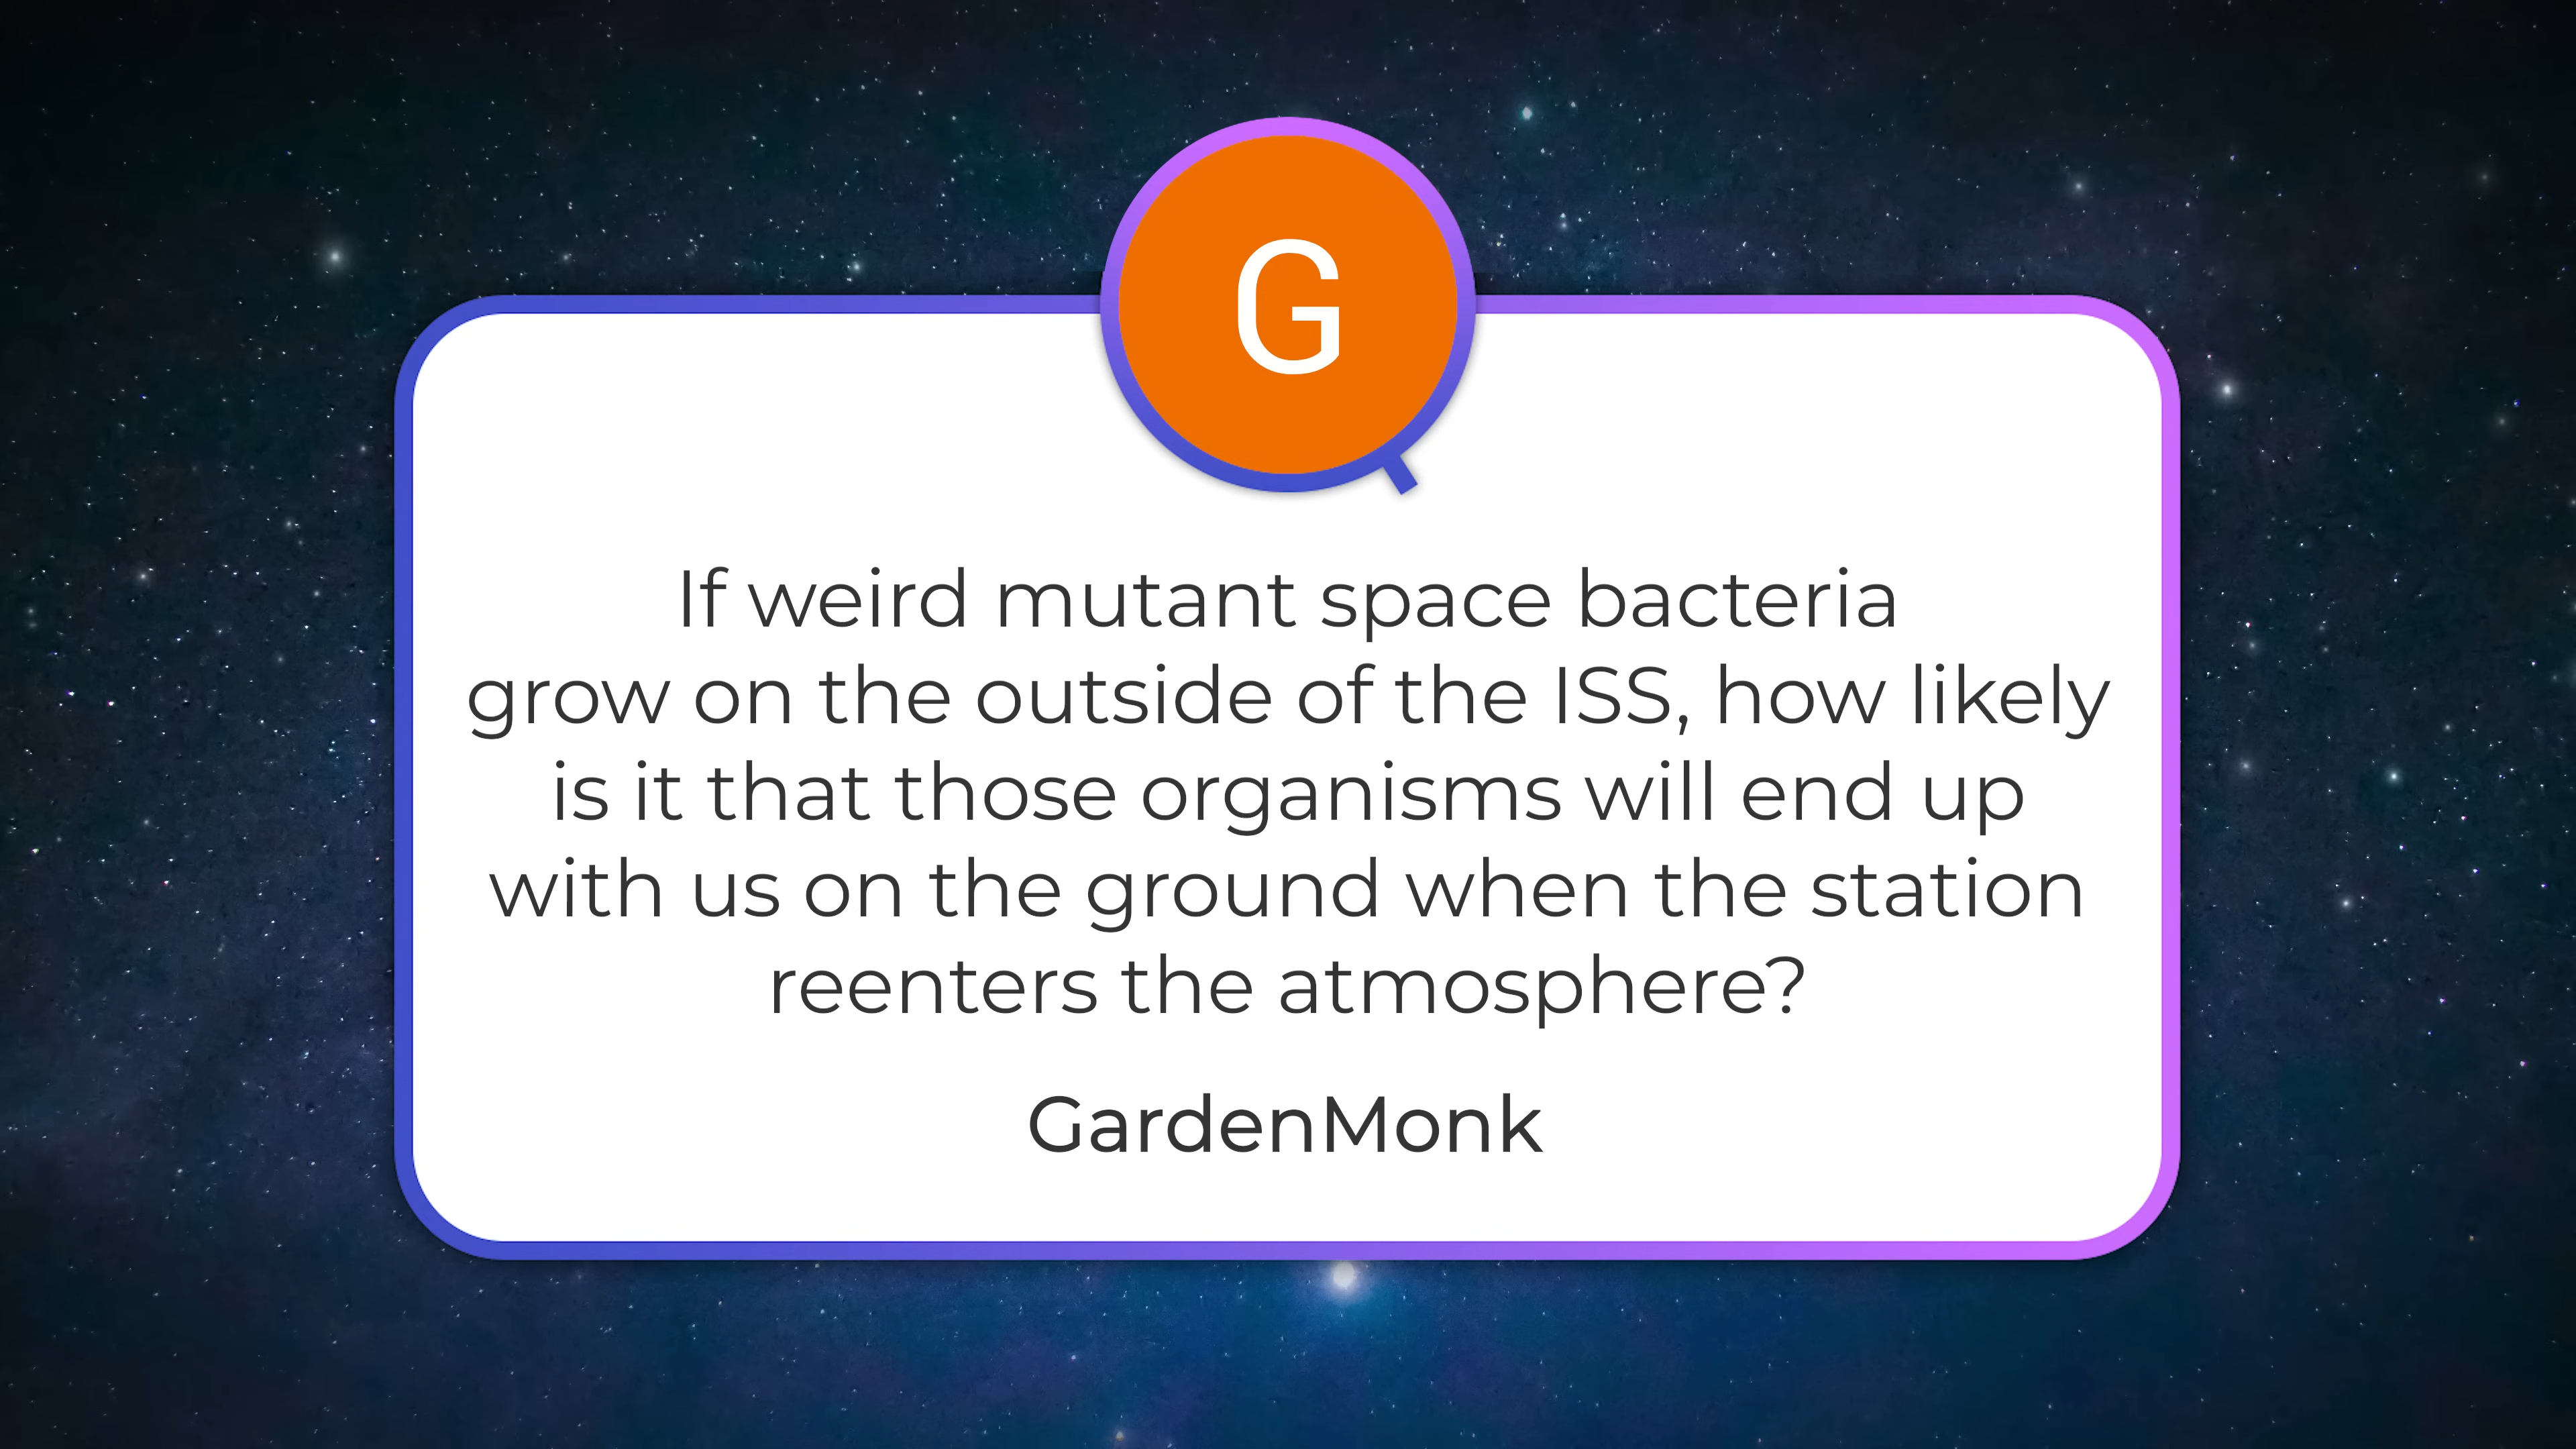 G
If weird mutant space bacteria
grow on the outside of the ISS, how likely
is it that those organisms will end up
with us on the ground when the station
reenters the atmosphere?
GardenMonk